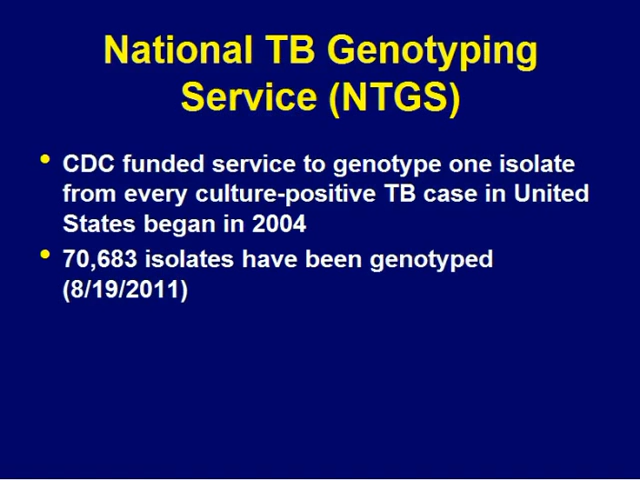 National TB Genotyping
Service (NTGS)
• CDC funded service to genotype one isolate
from every culture-positive TB case in United
States began in 2004
• 70,683 isolates have been genotyped
(8/19/2011)